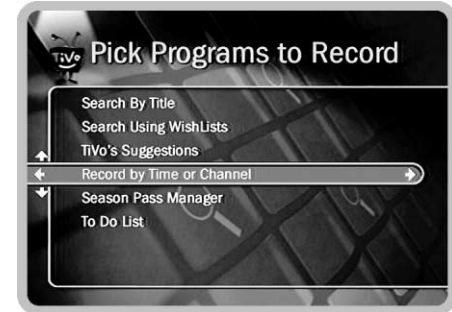 TiVo Pick Programs to Record
Search By Title
Search Using WishLists
TiVo's Suggestions
Record by Time or Channel
Season Pass Manager
To Do List